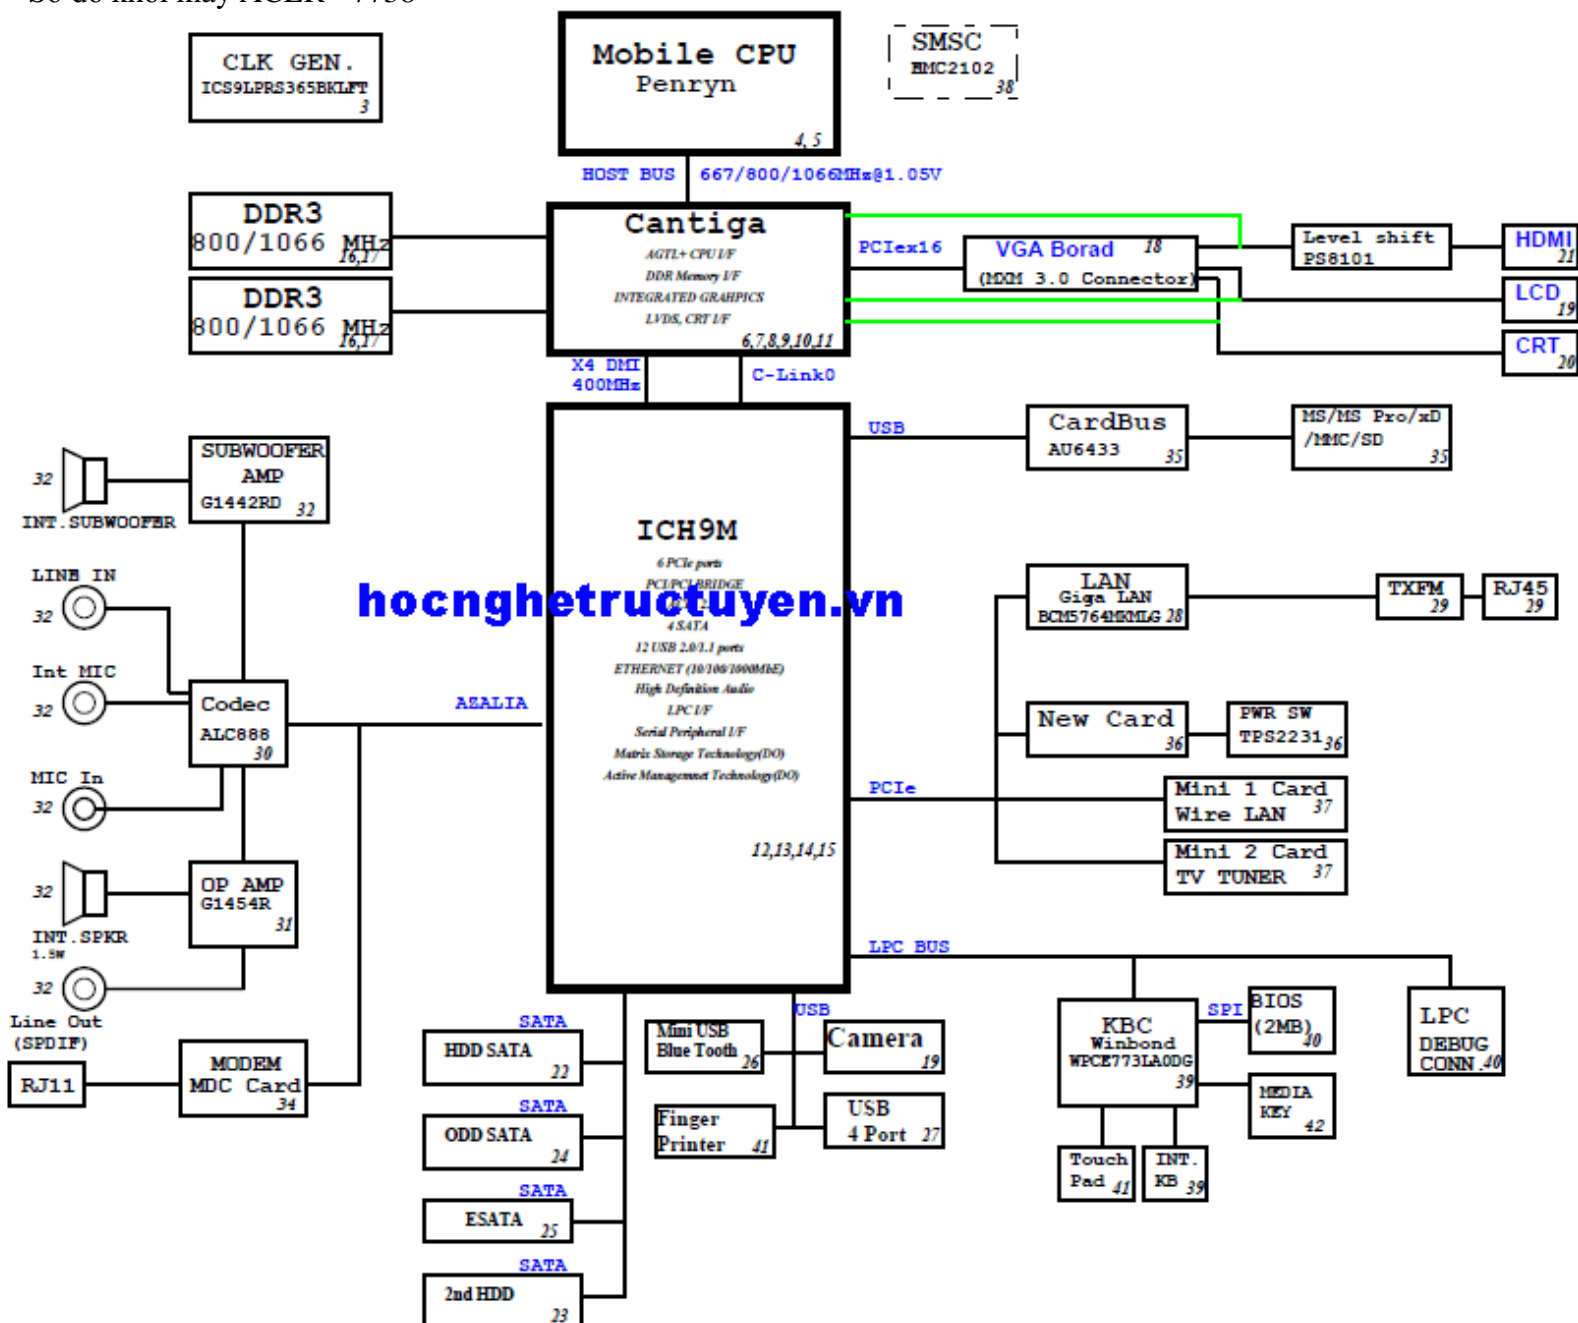 CLK GEN.
ICS9LPRS365BKLFT
3
Mobile CPU
Penryn
4, 5
SMSC
EMC2102
38
HOST BUS
667/800/1066MHz@1.05V
DDR3
800/1066 MHz
16,17
DDR3
800/1066 MHz
16,17
Cantiga
AGTL+ CPU I/F
DDR Memory I/F
INTEGRATED GRAHPICS
LVDS, CRT I/F
6,7,8,9,10,11
PCIex16
VGA Borad
18
(MXM 3.0 Connector)
Level shift
PS8101
HDMI
21
LCD
19
CRT
20
X4 DMI
400MHz
C-Link0
SUBWOOFER
AMP
G1442RD
32
32
INT.SUBWOOFER
LINE IN
32
Int MIC
32
Codec
ALC888
30
MIC In
32
OP AMP
G1454R
31
32
INT.SPKR
1.5W
32
Line Out
(SPDIF)
RJ11
MODEM
MDC Card
34
AZALIA
ICH9M
6 PCIe ports
PCI/PCI BRIDGE
hocnghetructuyen.vn
4 SATA
12 USB 2.0/1.1 ports
ETHERNET (10/100/1000MbE)
High Definition Audio
LPC I/F
Serial Peripheral I/F
Matrix Storage Technology(DO)
Active Managemnet Technology(DO)
12,13,14,15
USB
CardBus
AU6433
35
MS/MS Pro/xD
/MMC/SD
35
LAN
Giga LAN
BCM5764MKMLG
28
TXFM
29
RJ45
29
New Card
36
PWR SW
TPS2231
36
PCIe
Mini 1 Card
Wire LAN
37
Mini 2 Card
TV TUNER
37
LPC BUS
KBC
Winbond
WPCE773LA0DG
39
SPI
BIOS
(2MB)
40
LPC
DEBUG
CONN.
40
MEDIA
KEY
42
Touch
Pad
41
INT.
KB
39
SATA
HDD SATA
22
SATA
ODD SATA
24
SATA
ESATA
25
SATA
2nd HDD
23
USB
Mini USB
Blue Tooth
26
Camera
19
Finger
Printer
41
USB
4 Port
27